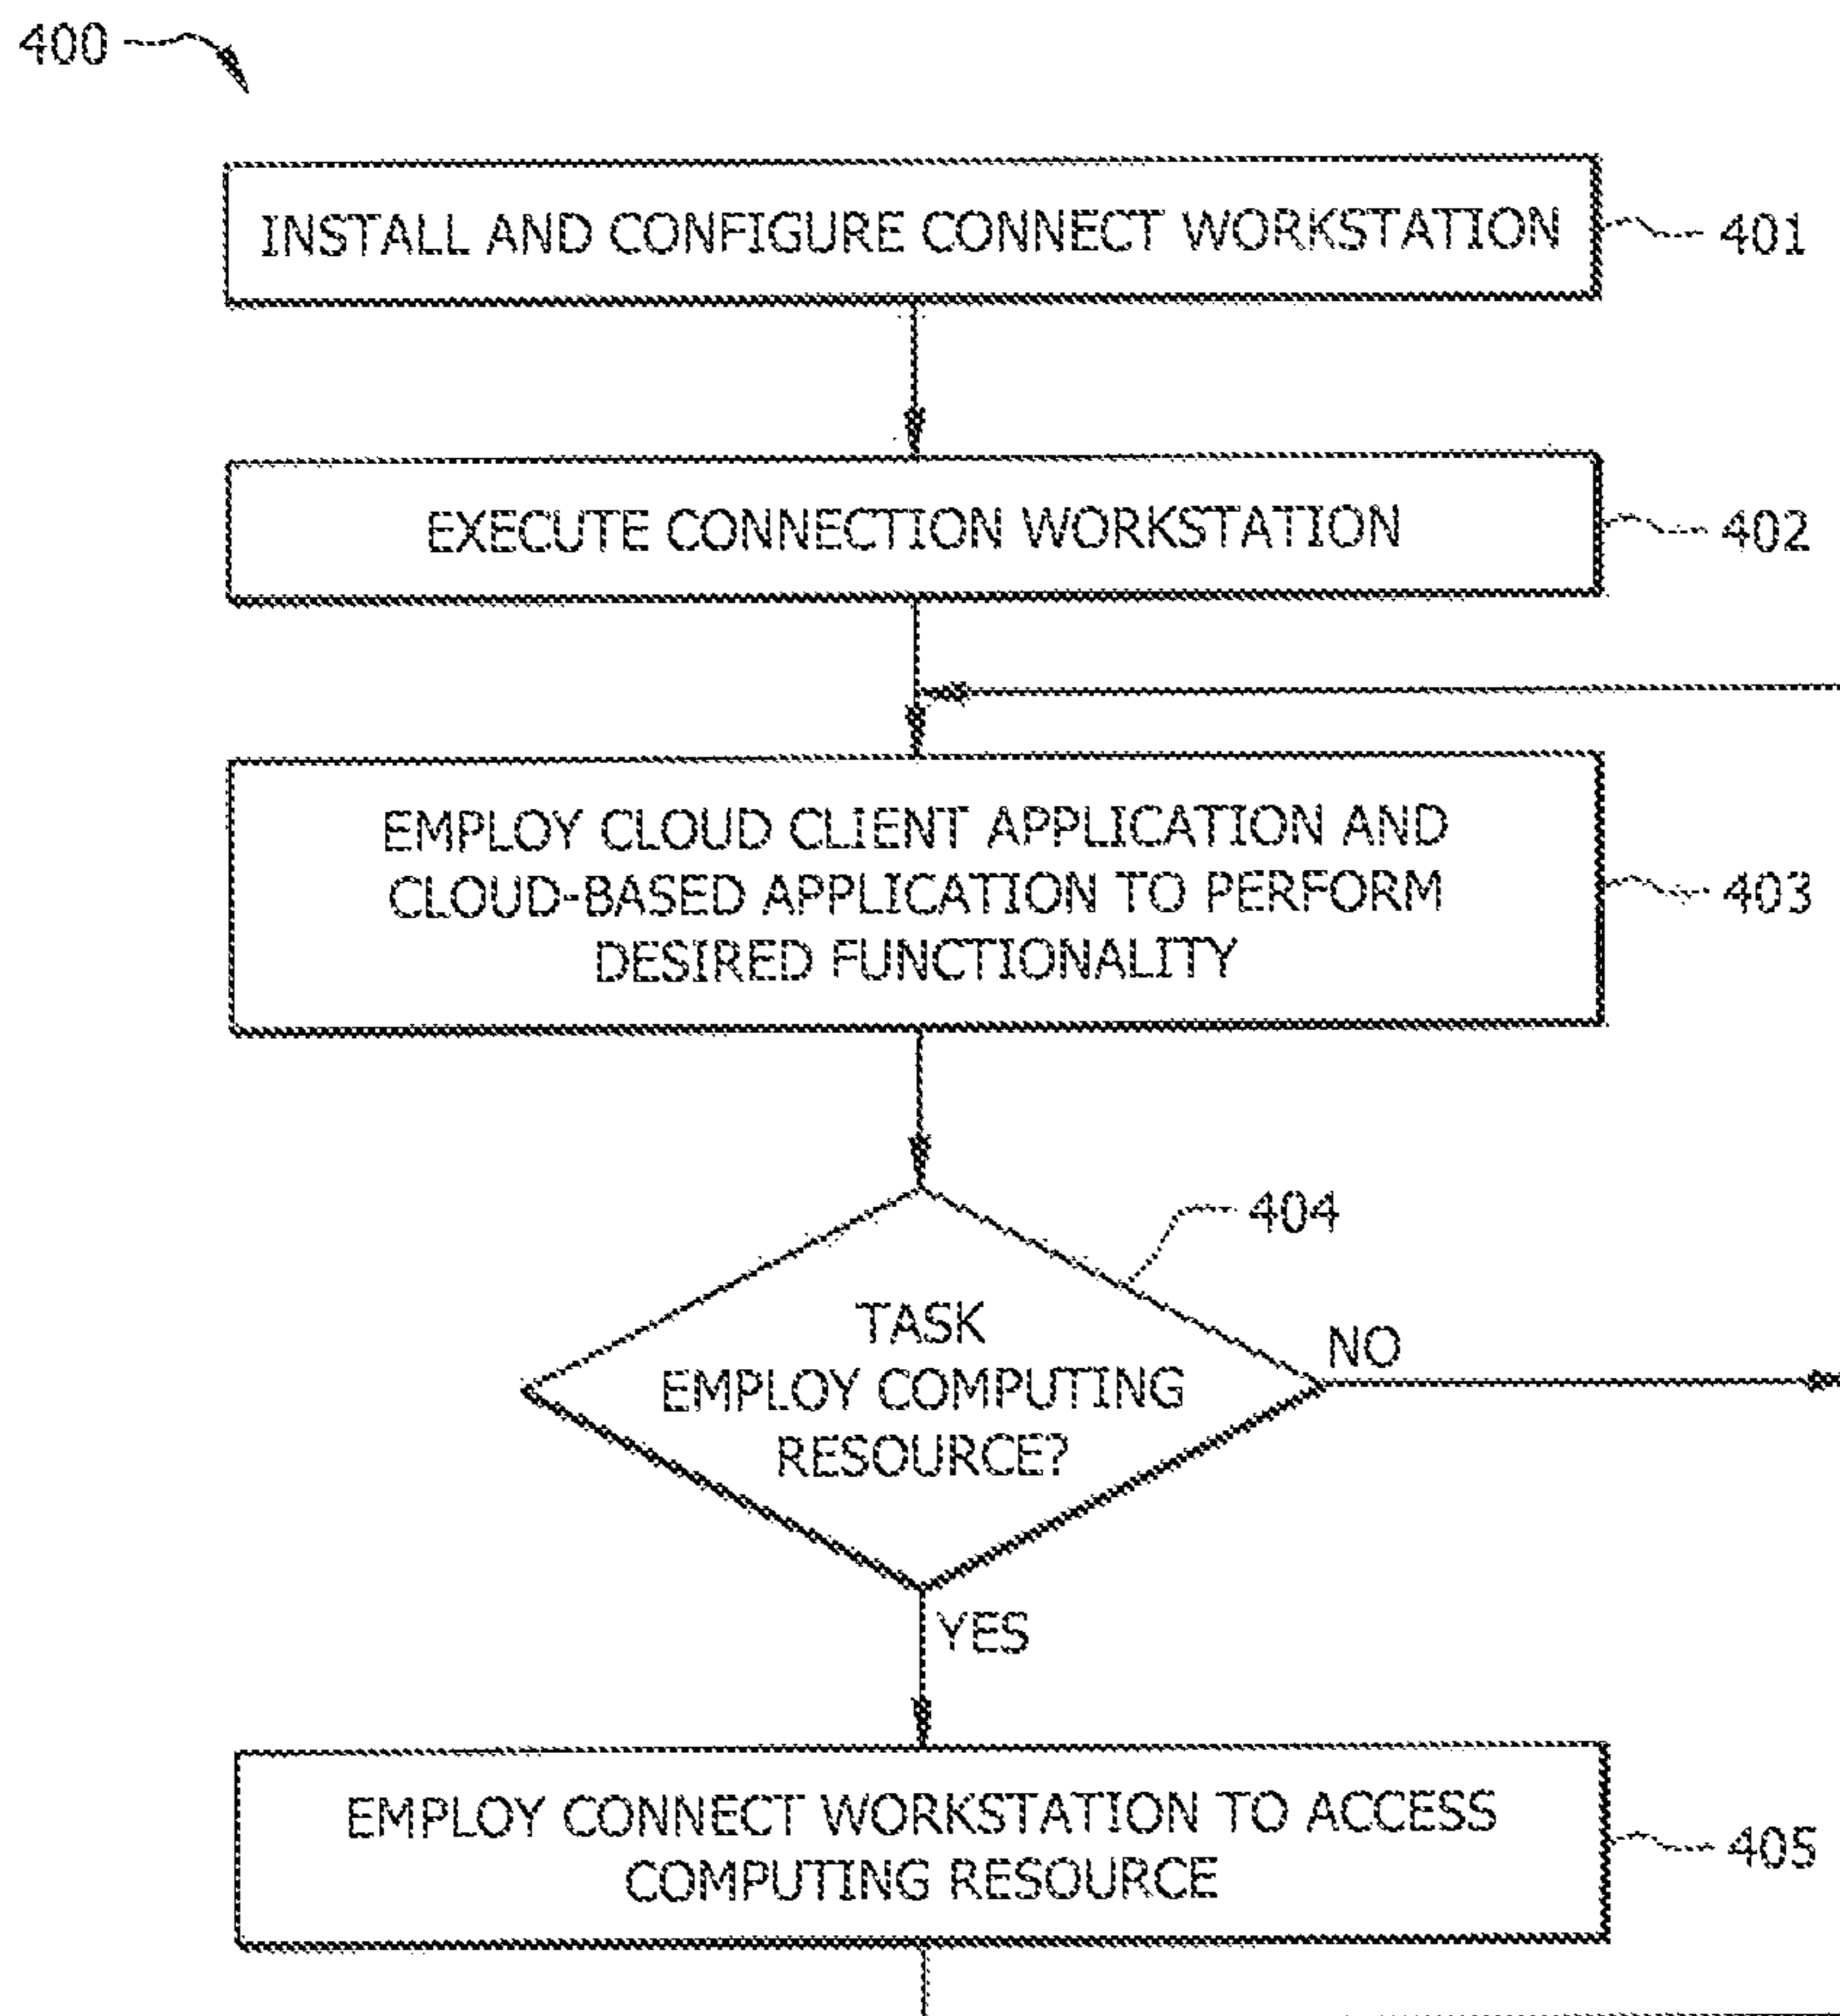 400
INSTALL AND CONFIGURE CONNECT WORKSTATION
401
EXECUTE CONNECTION WORKSTATION
402
EMPLOY CLOUD CLIENT APPLICATION AND
CLOUD-BASED APPLICATION TO PERFORM
DESIRED FUNCTIONALITY
403
404
TASK
EMPLOY COMPUTING
RESOURCE?
NO
YES
EMPLOY CONNECT WORKSTATION TO ACCESS
COMPUTING RESOURCE
405